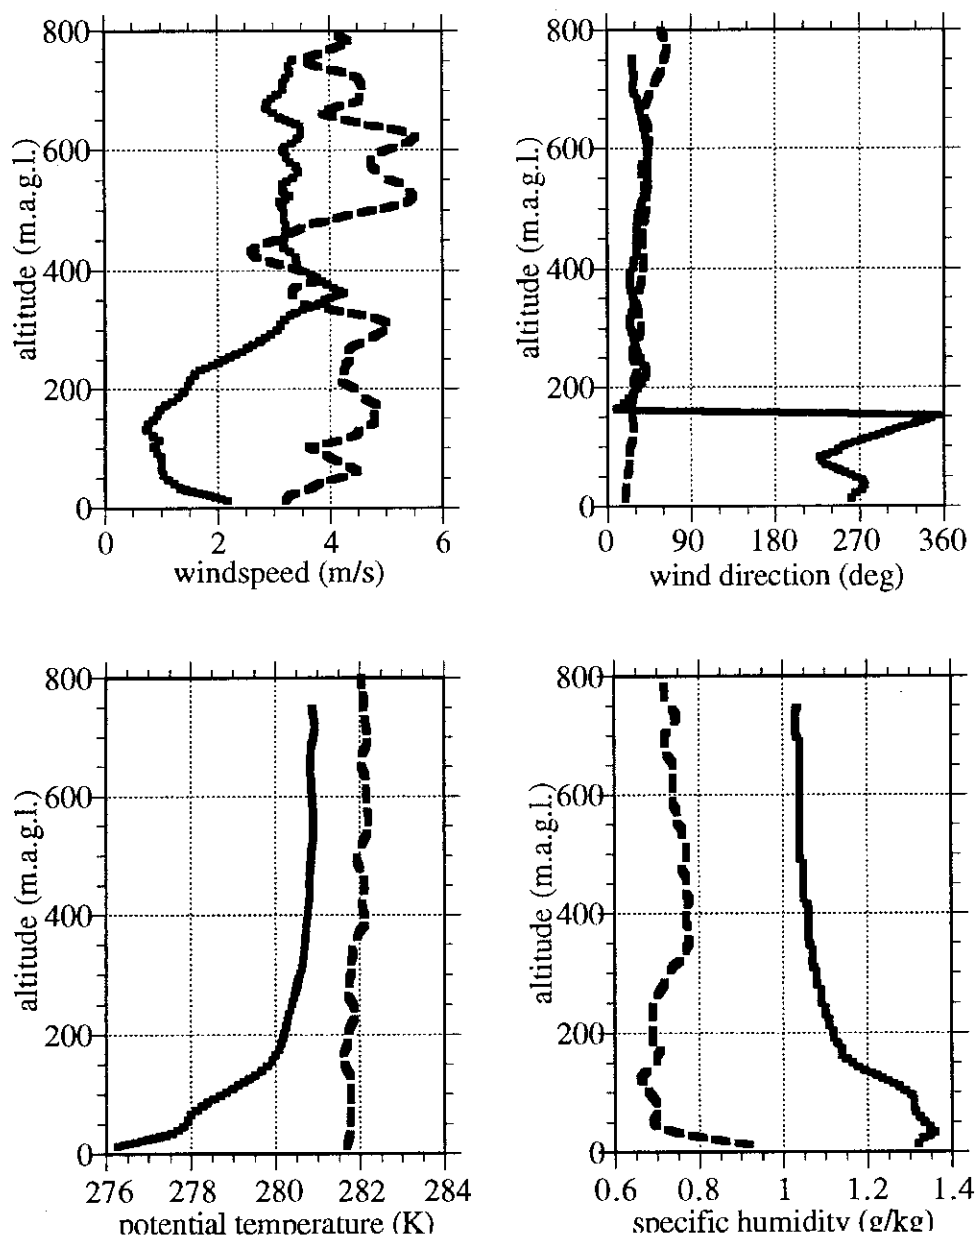 800
600
400
200
0
altitude (m.a.g.l.)
0 2 4 6
windspeed (m/s)
800
600
400
200
0
altitude (m.a.g.l.)
0 90 180 270 360
wind direction (deg)
800
600
400
200
0
altitude (m.a.g.l.)
276 278 280 282 284
potential temperature (K)
800
600
400
200
0
altitude (m.a.g.l.)
0.6 0.8 1 1.2 1.4
specific humidity (g/kg)